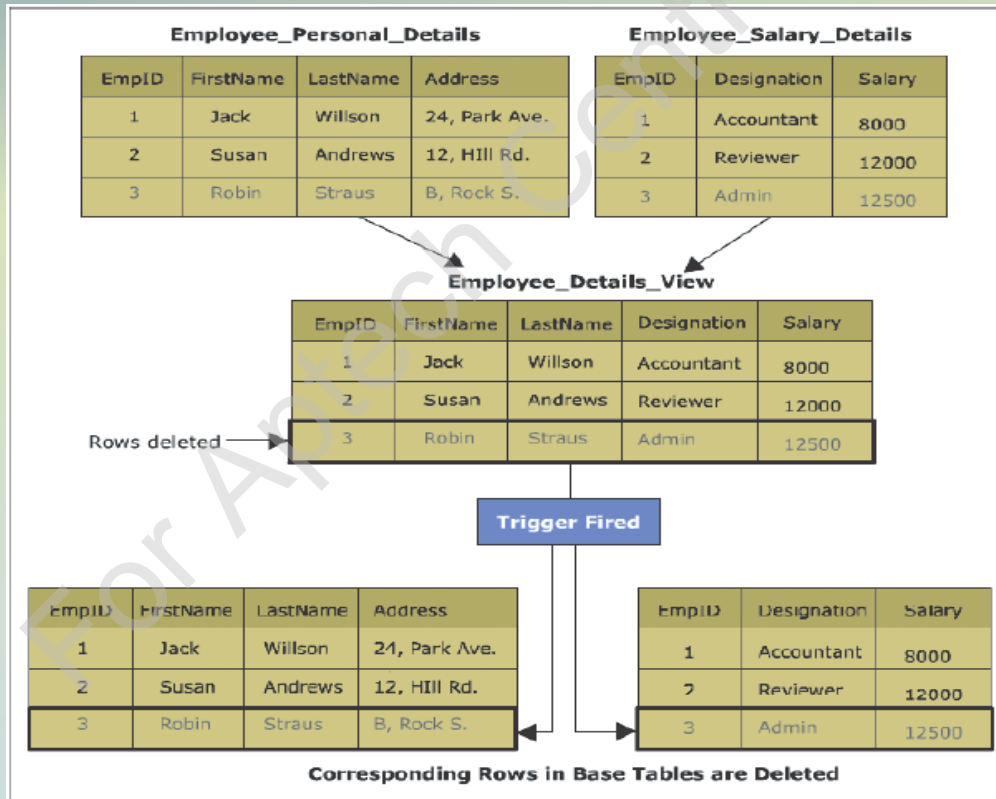 Employee_Personal_Details Employee_Salary_Details
EmpID FirstName LastName Address EmpID Designation Salary
1 Jack Willson 24, Park Ave. 1 Accountant 8000
2 Susan Andrews 12, HIll Rd. 2 Reviewer 12000
3 Robin Straus B, Rock S. 3 Admin 12500
Employee_Details_View
EmpID FirstName LastName Designation Salary
1 Jack Willson Accountant 8000
2 Susan Andrews Reviewer 12000
Rows deleted 3 Robin Straus Admin 12500
Trigger Fired
EmpID FirstName LastName Address EmpID Designation Salary
1 Jack Willson 24, Park Ave. 1 Accountant 8000
2 Susan Andrews 12, HIll Rd. 2 Reviewer 12000
3 Robin Straus B, Rock S. 3 Admin 12500
Corresponding Rows in Base Tables are Deleted
For Aptech